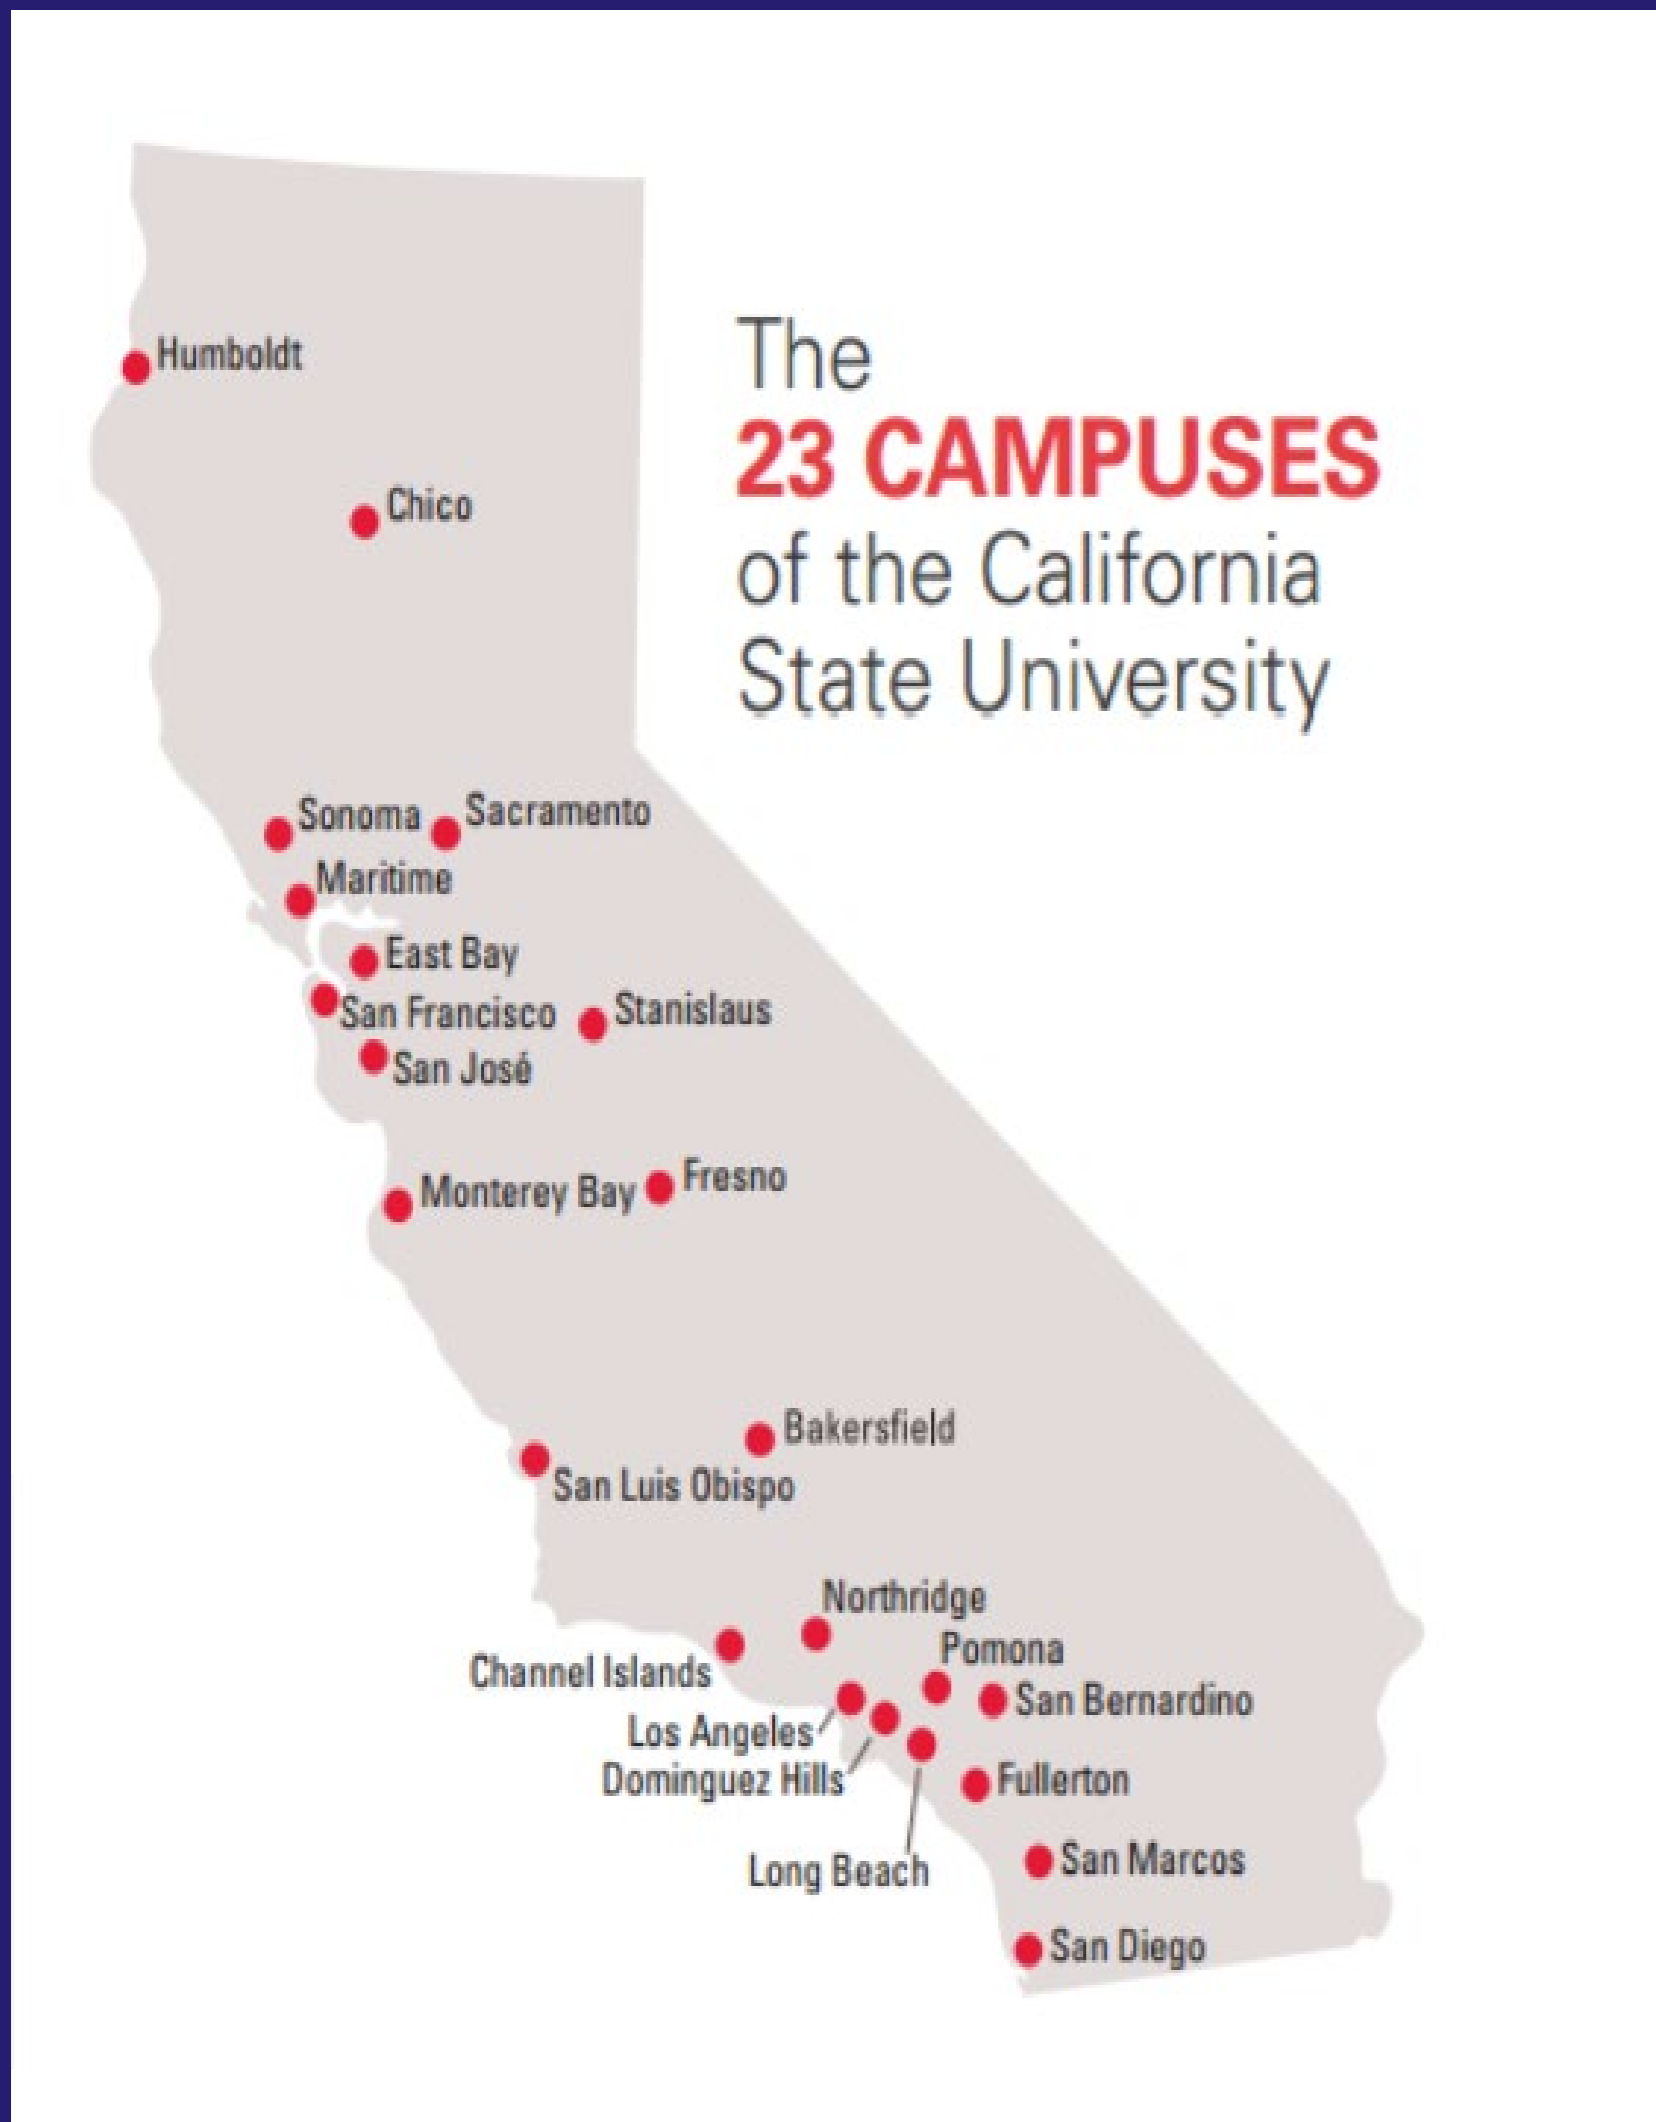 Humboldt
The
23 CAMPUSES
of the California
State University
Chico
Sonoma
Sacramento
Maritime
East Bay
San Francisco
Stanislaus
San José
Monterey Bay
Fresno
Bakersfield
San Luis Obispo
Northridge
Pomona
Channel Islands
San Bernardino
Los Angeles
Dominguez Hills
Fullerton
Long Beach
San Marcos
San Diego